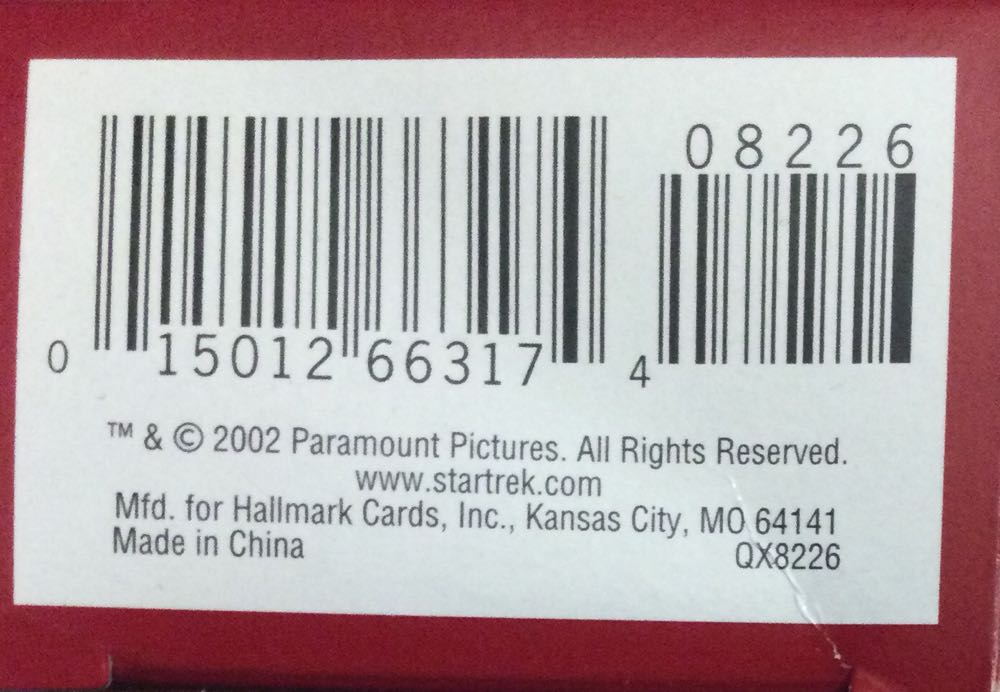 08226
0 15012 66317 4
™ & © 2002 Paramount Pictures. All Rights Reserved.
www.startrek.com
Mfd. for Hallmark Cards, Inc., Kansas City, MO 64141
Made in China
QX8226